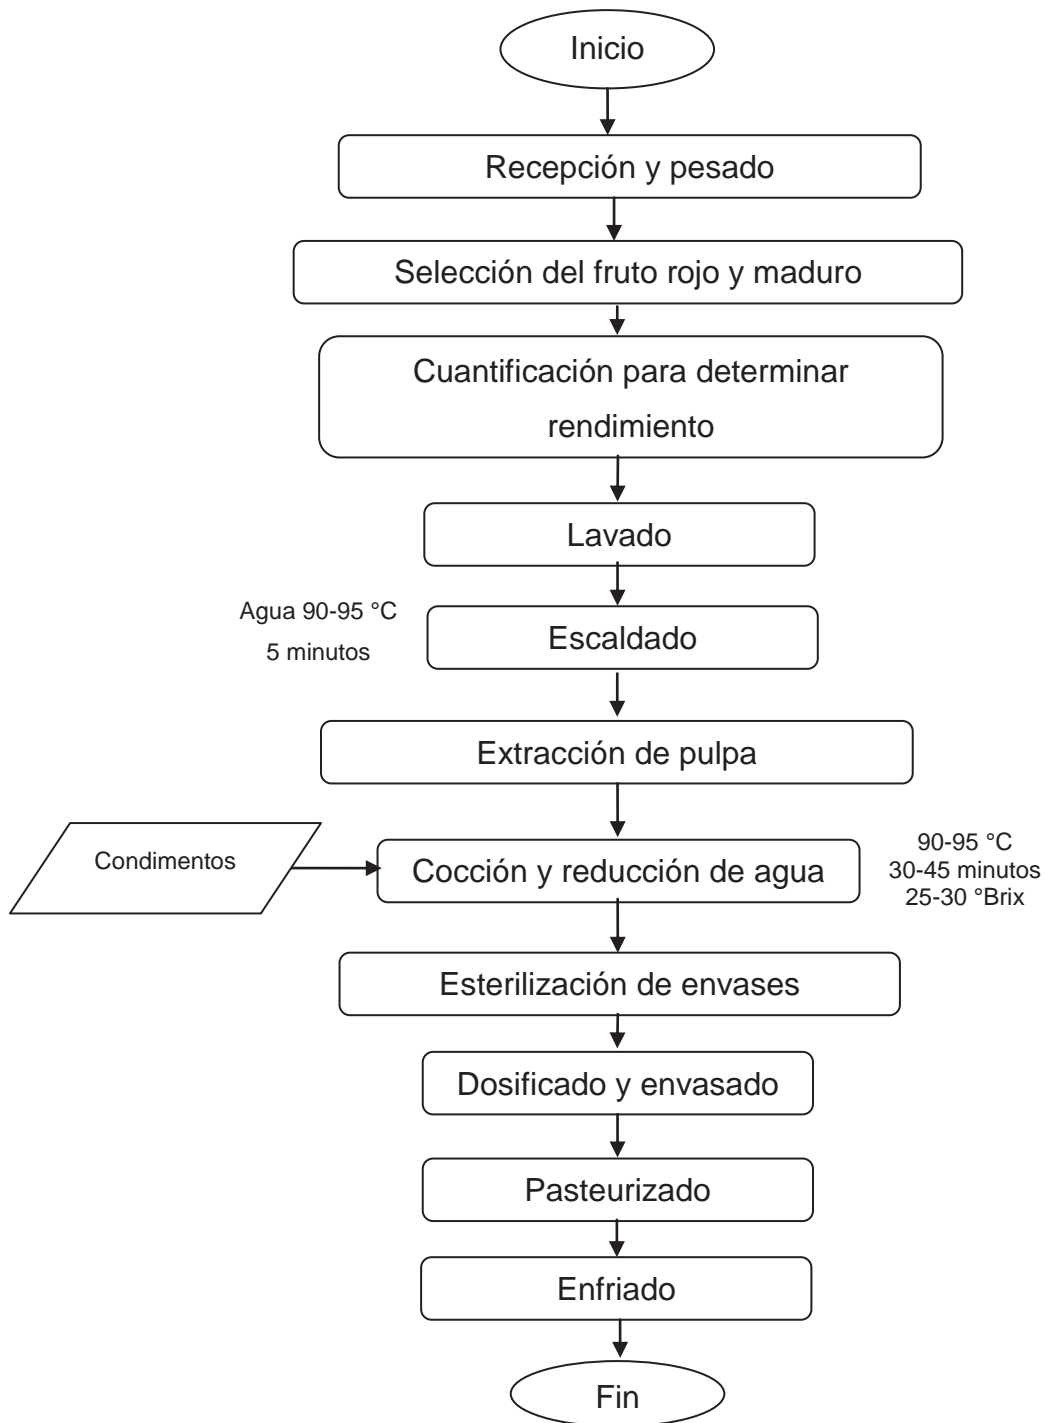 Inicio
Recepción y pesado
Selección del fruto rojo y maduro
Cuantificación para determinar
rendimiento
Lavado
Agua 90-95 °C
5 minutos
Escaldado
Extracción de pulpa
Condimentos
Cocción y reducción de agua
90-95 °C
30-45 minutos
25-30 °Brix
Esterilización de envases
Dosificado y envasado
Pasteurizado
Enfriado
Fin